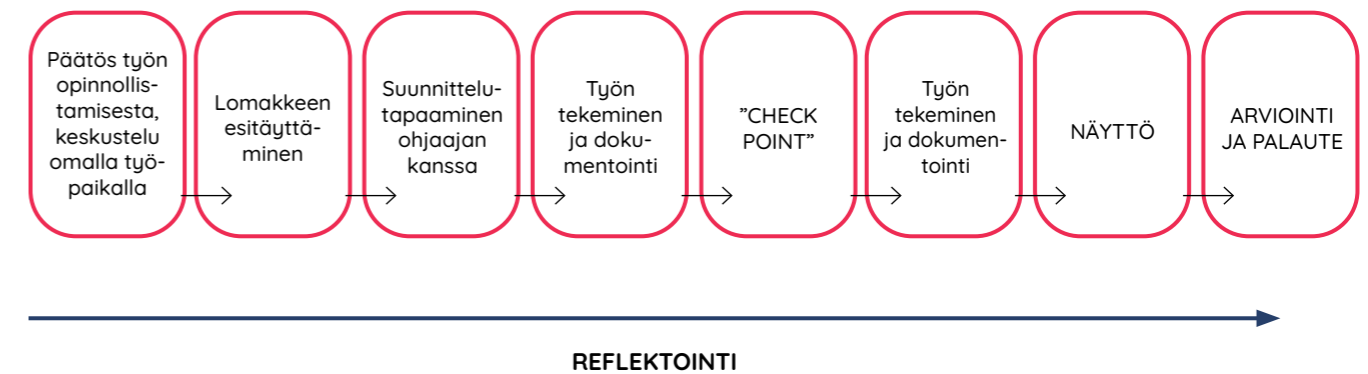 Päätös työn
opinnollis-
tamisesta,
keskustelu
omalla työ-
paikalla
Lomakkeen
esitäyttä-
minen
Suunnittelu-
tapaaminen
ohjaajan
kanssa
Työn
tekeminen
ja doku-
mentointi
”CHECK
POINT”
Työn
tekeminen
ja dokumen-
tointi
NÄYTTÖ
ARVIOINTI
JA PALAUTE
REFLEKTOINTI